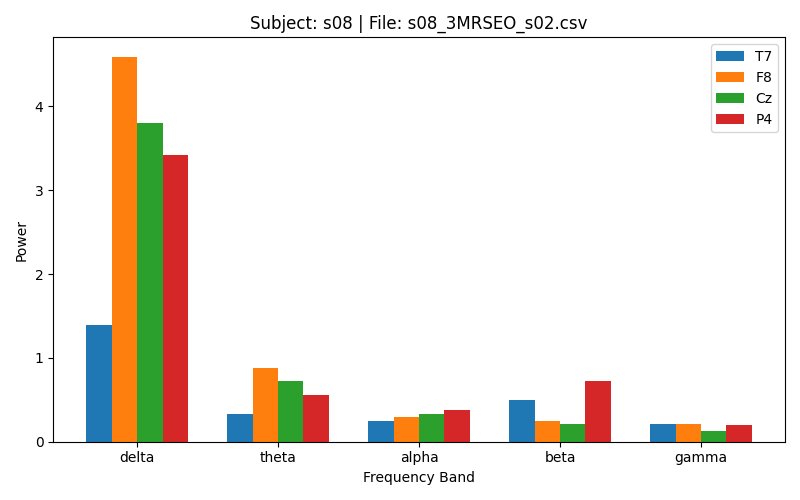 Subject: s08 | File: s08_3MRSEO_s02.csv
T7
F8
Cz
P4
Power
4
3
2
1
0
delta theta alpha beta gamma
Frequency Band